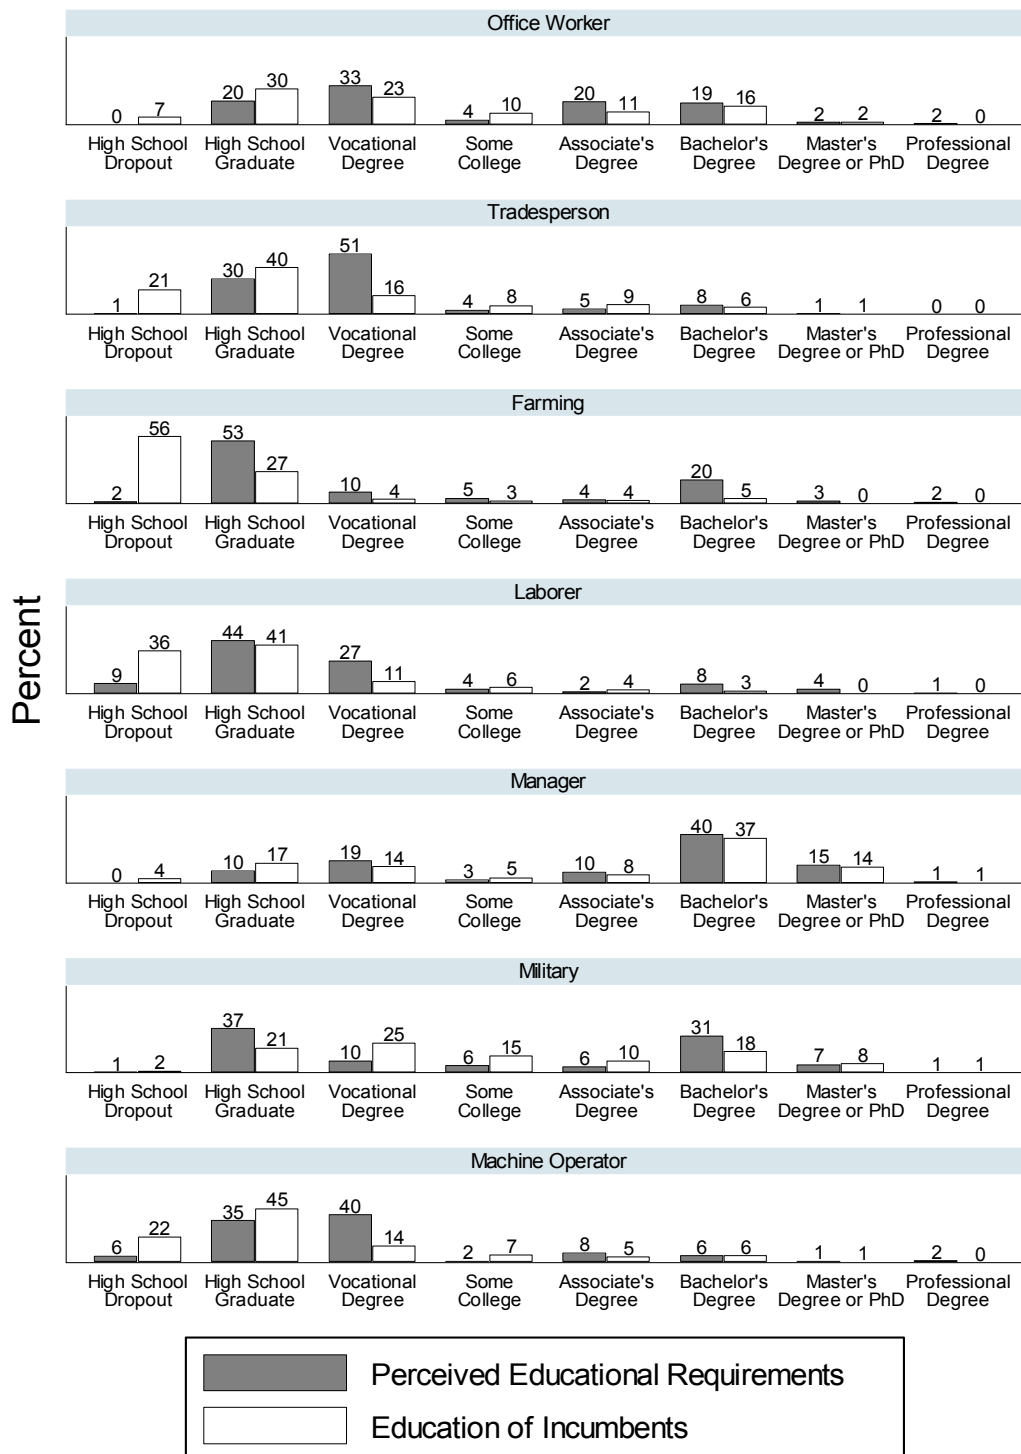 Percent
Office Worker
0 7 20 30 33 23 4 10 20 11 19 16 2 2 2 0
High School High School Vocational Some Associate's Bachelor's Master's Professional
Dropout Graduate Degree College Degree Degree Degree or PhD Degree
Tradesperson
1 21 30 40 51 16 4 8 5 9 8 6 1 1 0 0
High School High School Vocational Some Associate's Bachelor's Master's Professional
Dropout Graduate Degree College Degree Degree Degree or PhD Degree
Farming
2 56 53 27 10 4 5 3 4 4 20 5 3 0 2 0
High School High School Vocational Some Associate's Bachelor's Master's Professional
Dropout Graduate Degree College Degree Degree Degree or PhD Degree
Laborer
9 36 44 41 27 11 4 6 2 4 8 3 4 0 1 0
High School High School Vocational Some Associate's Bachelor's Master's Professional
Dropout Graduate Degree College Degree Degree Degree or PhD Degree
Manager
0 4 10 17 19 14 3 5 10 8 40 37 15 14 1 1
High School High School Vocational Some Associate's Bachelor's Master's Professional
Dropout Graduate Degree College Degree Degree Degree or PhD Degree
Military
1 2 37 21 10 25 6 15 6 10 31 18 7 8 1 1
High School High School Vocational Some Associate's Bachelor's Master's Professional
Dropout Graduate Degree College Degree Degree Degree or PhD Degree
Machine Operator
6 22 35 45 40 14 2 7 8 5 6 6 1 1 2 0
High School High School Vocational Some Associate's Bachelor's Master's Professional
Dropout Graduate Degree College Degree Degree Degree or PhD Degree
Perceived Educational Requirements
Education of Incumbents